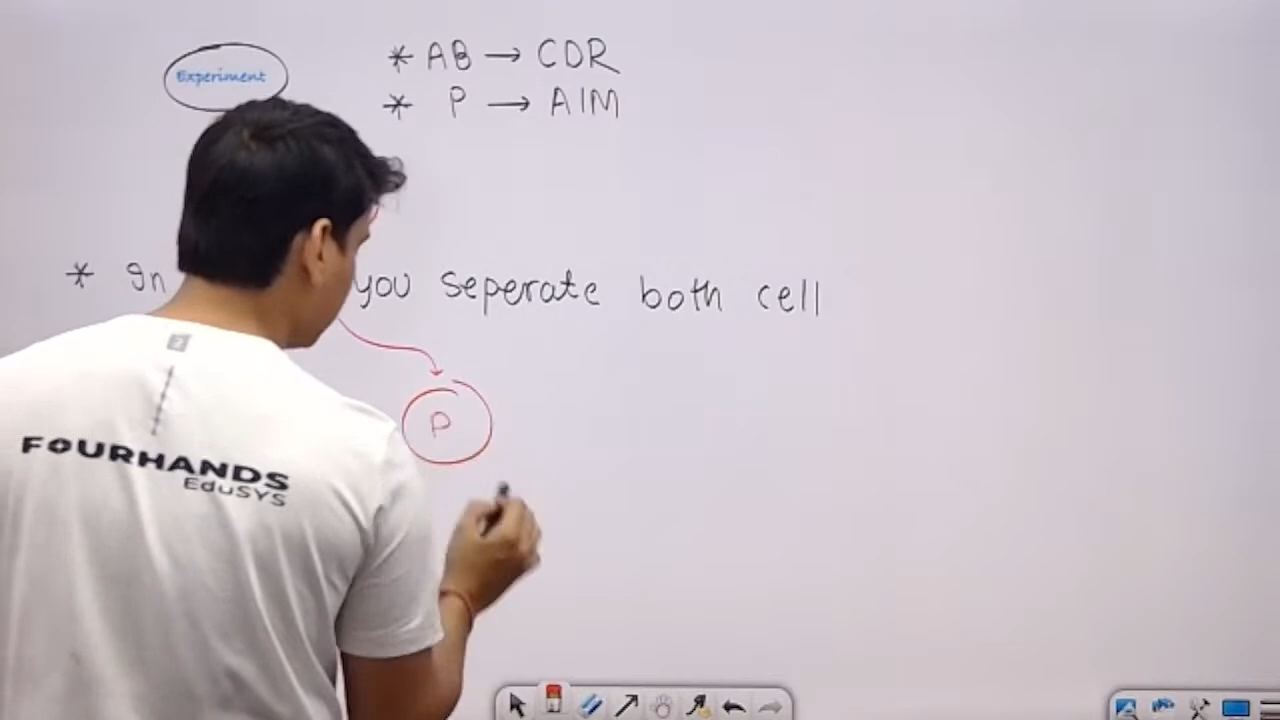 Experiment
* AB → CDR
* P → AIM
* In you seperate both cell
P
FOURHANDS
EduSYS